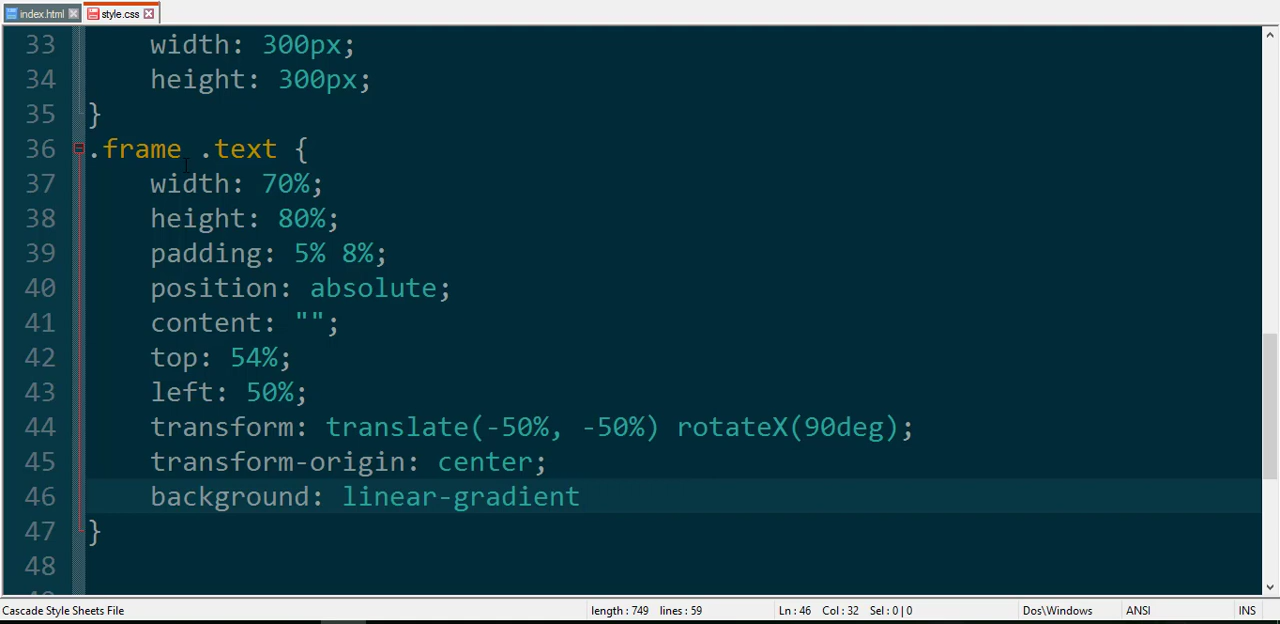 index.html style.css
33 width: 300px;
34 height: 300px;
35 }
36 .frame .text {
37 width: 70%;
38 height: 80%;
39 padding: 5% 8%;
40 position: absolute;
41 content: "";
42 top: 54%;
43 left: 50%;
44 transform: translate(-50%, -50%) rotateX(90deg);
45 transform-origin: center;
46 background: linear-gradient
47 }
48
Cascade Style Sheets File length : 749 lines : 59 Ln : 46 Col : 32 Sel : 0 | 0 Dos\Windows ANSI INS